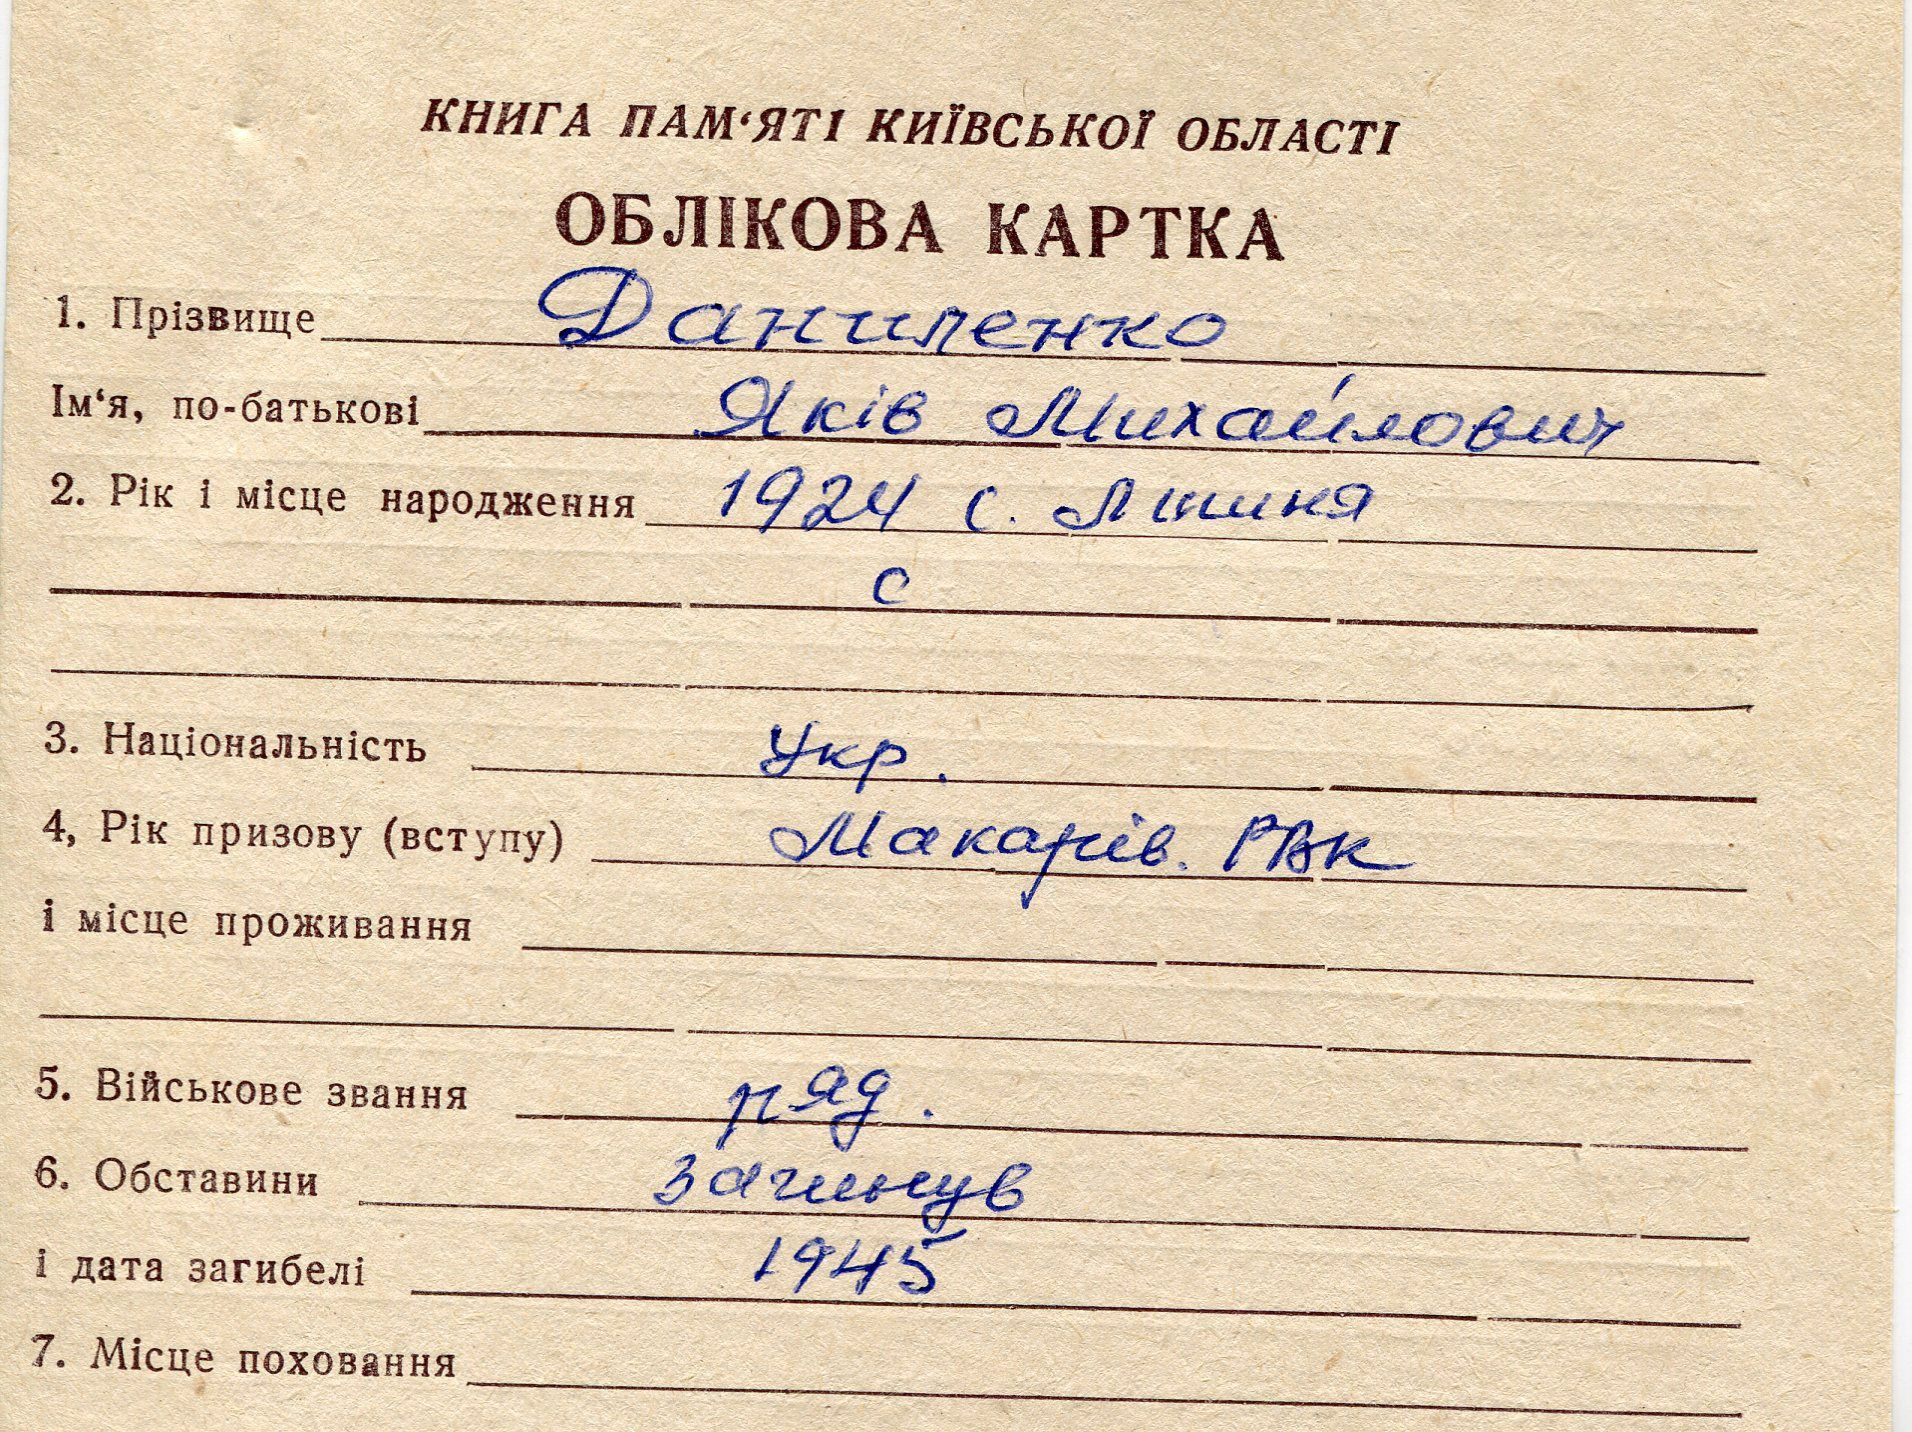 КНИГА ПАМ‘ЯТІ КИЇВСЬКОЇ ОБЛАСТІ
ОБЛІКОВА КАРТКА
1. Прізвище Даниленко
Ім‘я, по-батькові Яків Михайлович
2. Рік і місце народження 1924 с. Лишня
с
3. Національність Укр.
4, Рік призову (вступу) Макарів. РВК
і місце проживання
5. Військове звання ряд.
6. Обставини загинув
і дата загибелі 1945
7. Місце поховання